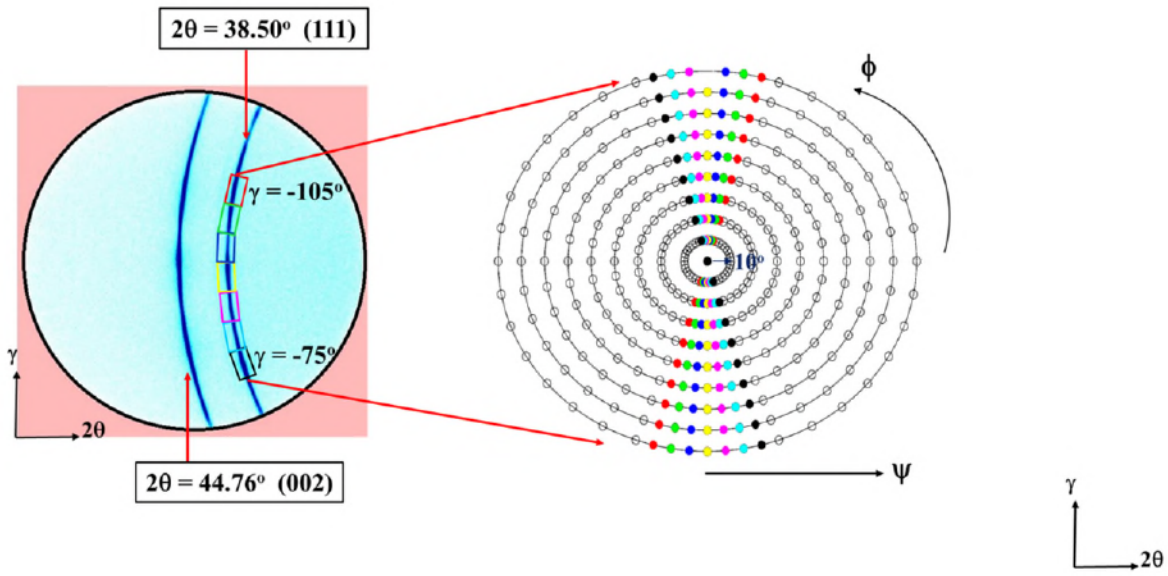 2θ = 38.50° (111)
ϕ
γ = -105°
10°
γ = -75°
γ
2θ
2θ = 44.76° (002)
ψ
γ
2θ